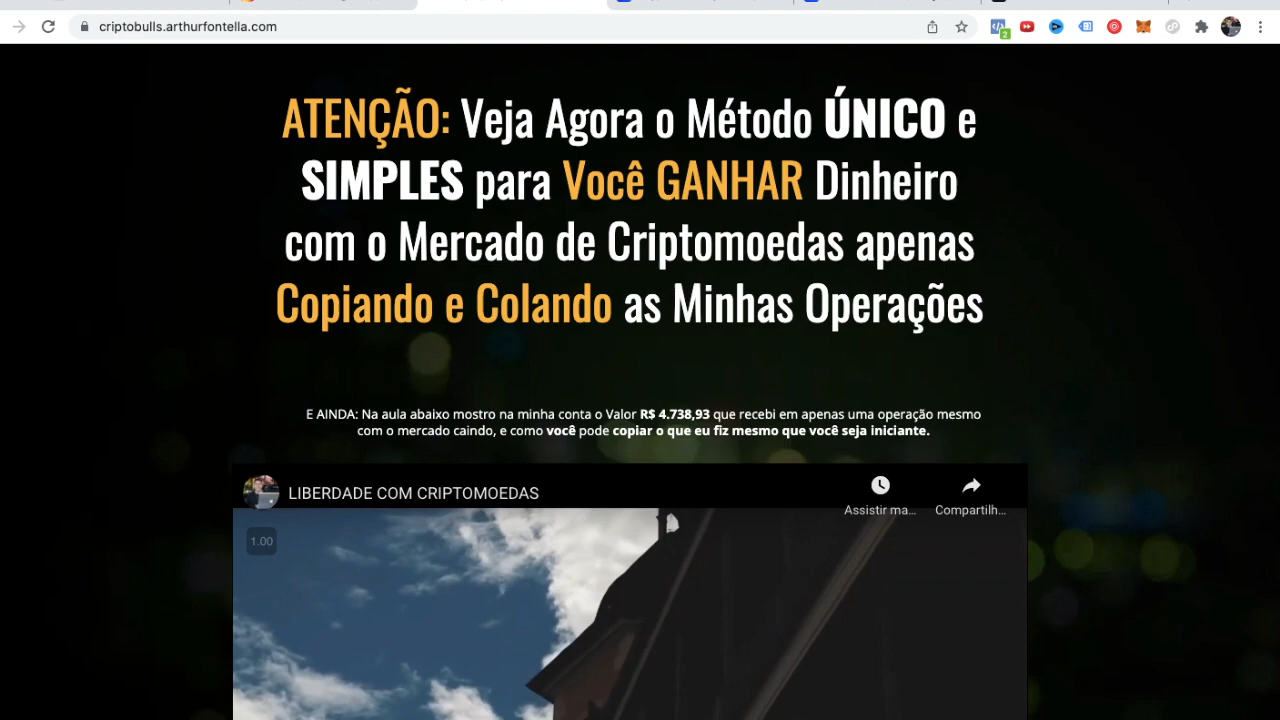 criptobulls.arthurfontella.com
2
ATENÇÃO: Veja Agora o Método ÚNICO e
SIMPLES para Você GANHAR Dinheiro
com o Mercado de Criptomoedas apenas
Copiando e Colando as Minhas Operações
E AINDA: Na aula abaixo mostro na minha conta o Valor R$ 4.738,93 que recebi em apenas uma operação mesmo
com o mercado caindo, e como você pode copiar o que eu fiz mesmo que você seja iniciante.
LIBERDADE COM CRIPTOMOEDAS
Assistir ma...
Compartilh...
1.00